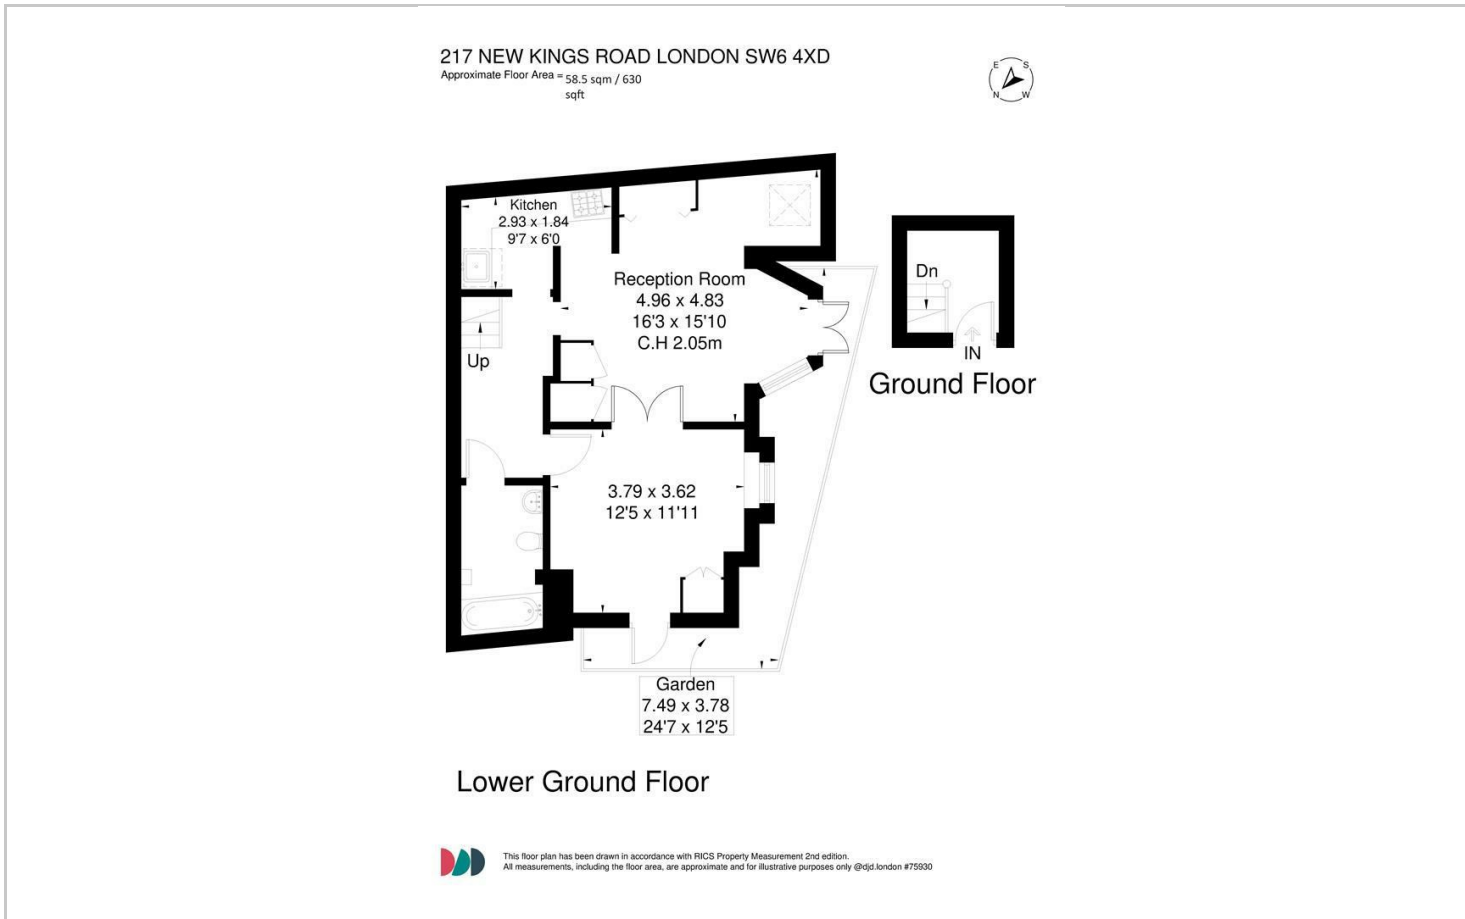 217 NEW KINGS ROAD LONDON SW6 4XD
Approximate Floor Area = 58.5 sqm / 630
sqft
E S
N W
Kitchen
2.93 x 1.84
9'7 x 6'0
Reception Room
4.96 x 4.83
16'3 x 15'10
C.H 2.05m
Up
Dn
IN
Ground Floor
3.79 x 3.62
12'5 x 11'11
Garden
7.49 x 3.78
24'7 x 12'5
Lower Ground Floor
This floor plan has been drawn in accordance with RICS Property Measurement 2nd edition.
All measurements, including the floor area, are approximate and for illustrative purposes only @djd.london #75930